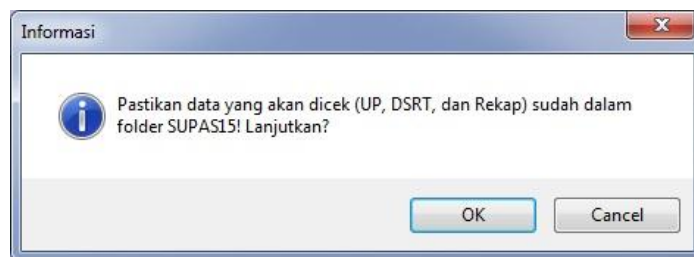 Informasi
Pastikan data yang akan dicek (UP, DSRT, dan Rekap) sudah dalam
folder SUPAS15! Lanjutkan?
OK
Cancel